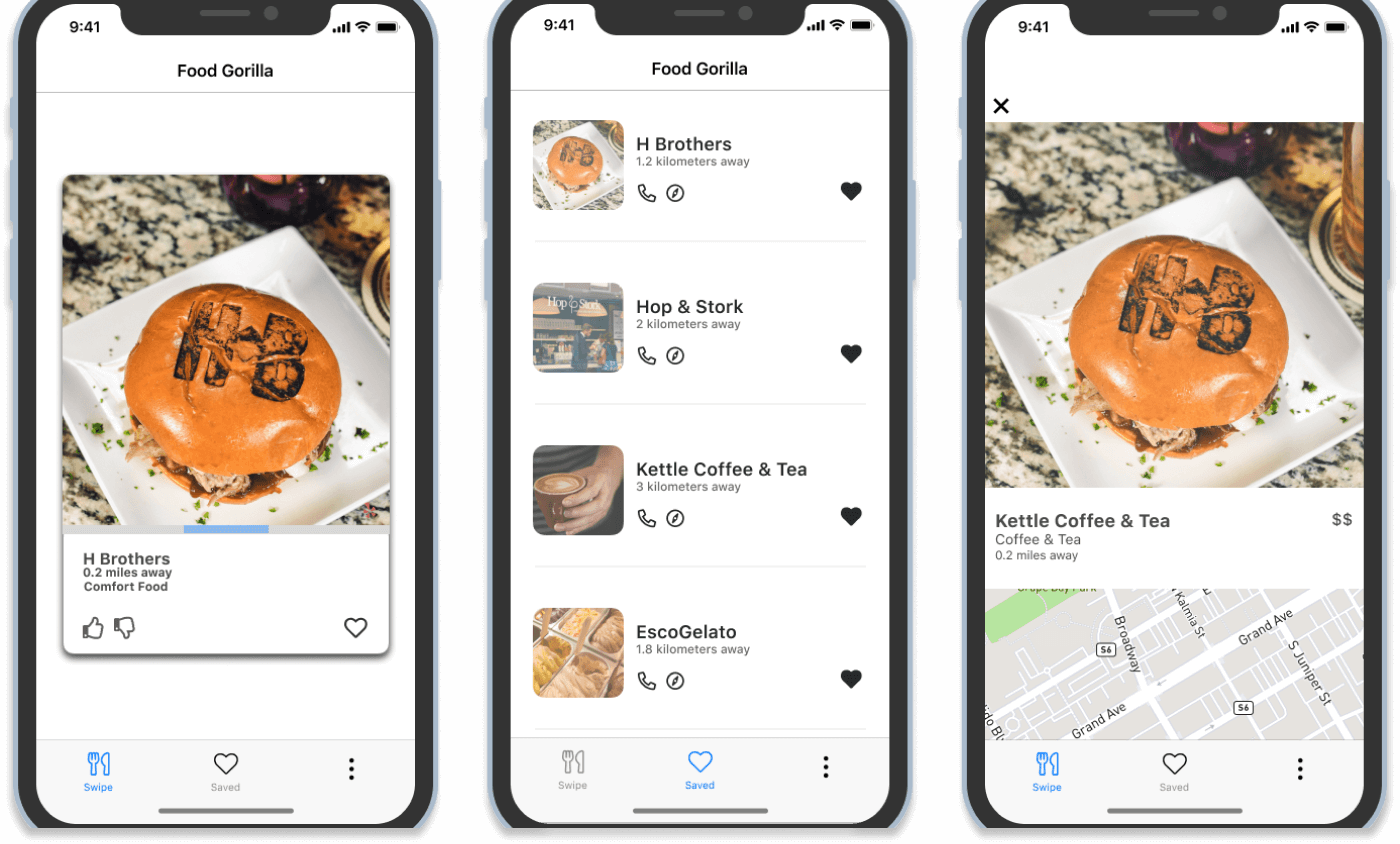 9:41
Food Gorilla
H B
H Brothers
0.2 miles away
Comfort Food
Swipe
Saved
9:41
Food Gorilla
H Brothers
1.2 kilometers away
Hop & Stork
Hop & Stork
2 kilometers away
Kettle Coffee & Tea
3 kilometers away
EscoGelato
1.8 kilometers away
Swipe
Saved
9:41
H B
Kettle Coffee & Tea
$$
Coffee & Tea
0.2 miles away
Grape Day Park
Kalmia St
Broadway
Grand Ave
S6
S Juniper St
S6
Grand Ave
Swipe
Saved